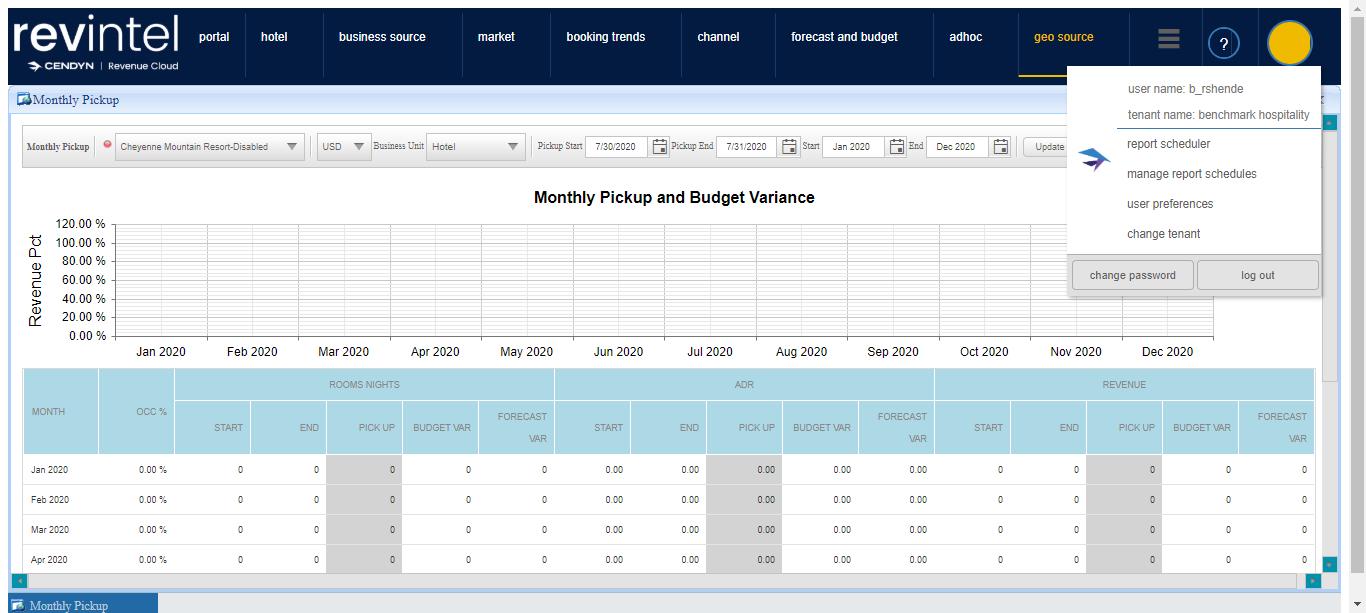 revintel
CENDYN | Revenue Cloud
portal hotel business source market booking trends channel forecast and budget adhoc geo source ?
user name: b_rshende
tenant name: benchmark hospitality
report scheduler
manage report schedules
user preferences
change tenant
change password log out
Monthly Pickup
Monthly Pickup Cheyenne Mountain Resort-Disabled USD Business Unit Hotel Pickup Start 7/30/2020 Pickup End 7/31/2020 Start Jan 2020 End Dec 2020 Update
Monthly Pickup and Budget Variance
Revenue Pct
120.00 %
100.00 %
80.00 %
60.00 %
40.00 %
20.00 %
0.00 %
Jan 2020 Feb 2020 Mar 2020 Apr 2020 May 2020 Jun 2020 Jul 2020 Aug 2020 Sep 2020 Oct 2020 Nov 2020 Dec 2020
ROOMS NIGHTS ADR REVENUE
MONTH OCC % START END PICK UP BUDGET VAR FORECAST VAR START END PICK UP BUDGET VAR FORECAST VAR START END PICK UP BUDGET VAR FORECAST VAR
Jan 2020 0.00 % 0 0 0 0 0 0.00 0.00 0.00 0.00 0.00 0 0 0 0 0
Feb 2020 0.00 % 0 0 0 0 0 0.00 0.00 0.00 0.00 0.00 0 0 0 0 0
Mar 2020 0.00 % 0 0 0 0 0 0.00 0.00 0.00 0.00 0.00 0 0 0 0 0
Apr 2020 0.00 % 0 0 0 0 0 0.00 0.00 0.00 0.00 0.00 0 0 0 0 0
Monthly Pickup